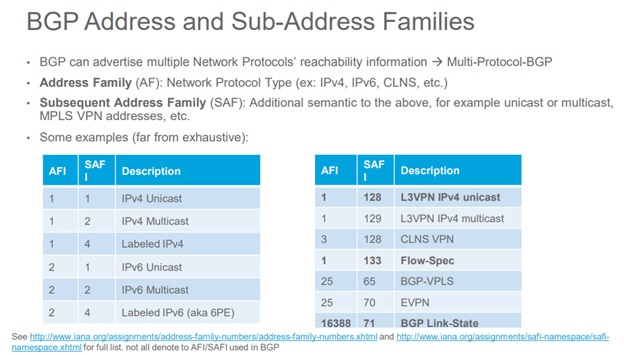 BGP Address and Sub-Address Families
• BGP can advertise multiple Network Protocols' reachability information → Multi-Protocol-BGP
• Address Family (AF): Network Protocol Type (ex: IPv4, IPv6, CLNS, etc.)
• Subsequent Address Family (SAF): Additional semantic to the above, for example unicast or multicast,
MPLS VPN addresses, etc.
• Some examples (far from exhaustive):
AFI SAF I Description
1 1 IPv4 Unicast
1 2 IPv4 Multicast
1 4 Labeled IPv4
2 1 IPv6 Unicast
2 2 IPv6 Multicast
2 4 Labeled IPv6 (aka 6PE)
AFI SAF I Description
1 128 L3VPN IPv4 unicast
1 129 L3VPN IPv4 multicast
3 128 CLNS VPN
1 133 Flow-Spec
25 65 BGP-VPLS
25 70 EVPN
16388 71 BGP Link-State
See http://www.iana.org/assignments/address-family-numbers/address-family-numbers.xhtml and http://www.iana.org/assignments/safi-namespace/safi-
namespace.xhtml for full list. not all denote to AFI/SAFI used in BGP